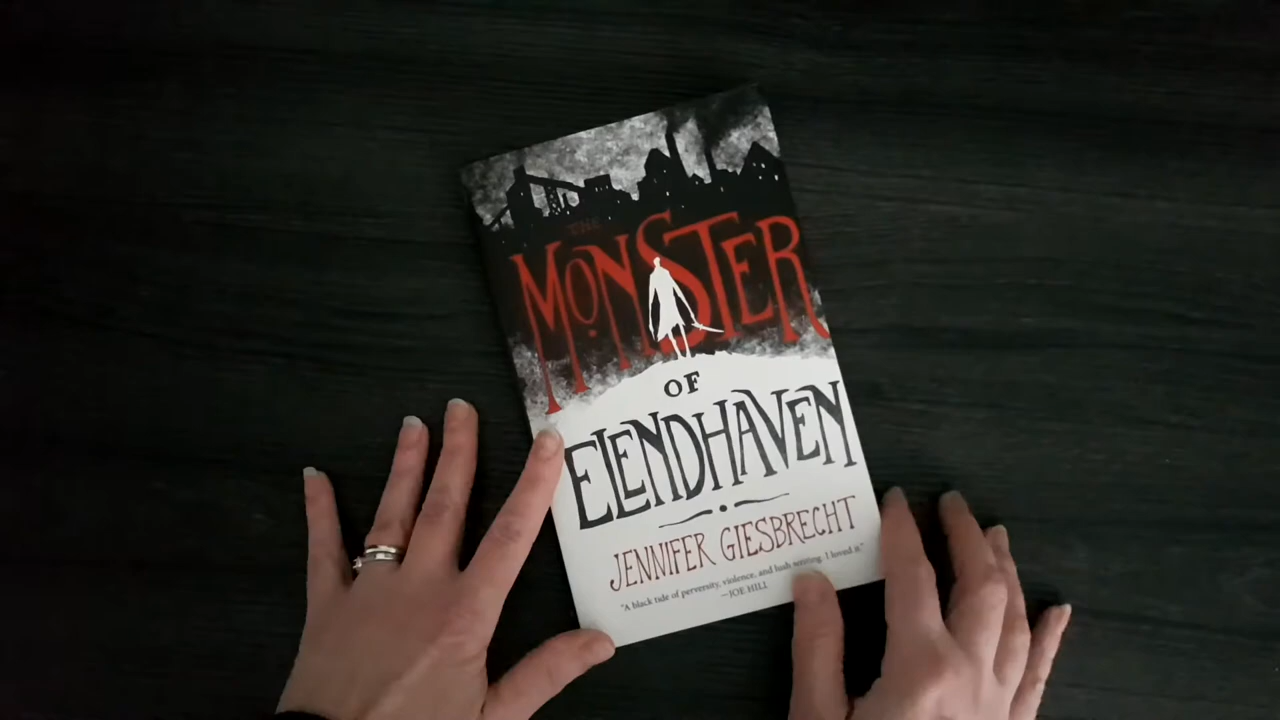 THE
MONSTER
OF
ELENDHAVEN
JENNIFER GIESBRECHT
"A black tide of perversity, violence, and lush writing. I loved it."
—JOE HILL